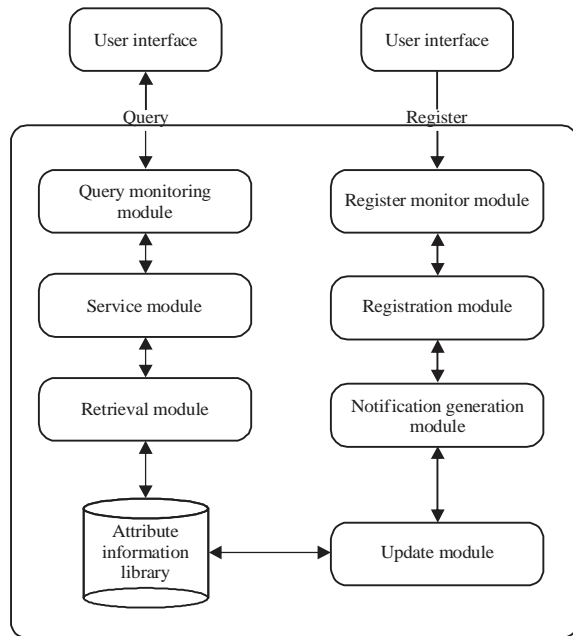 User interface
User interface
Query
Register
Query monitoring
module
Register monitor module
Service module
Registration module
Retrieval module
Notification generation
module
Attribute
information
library
Update module